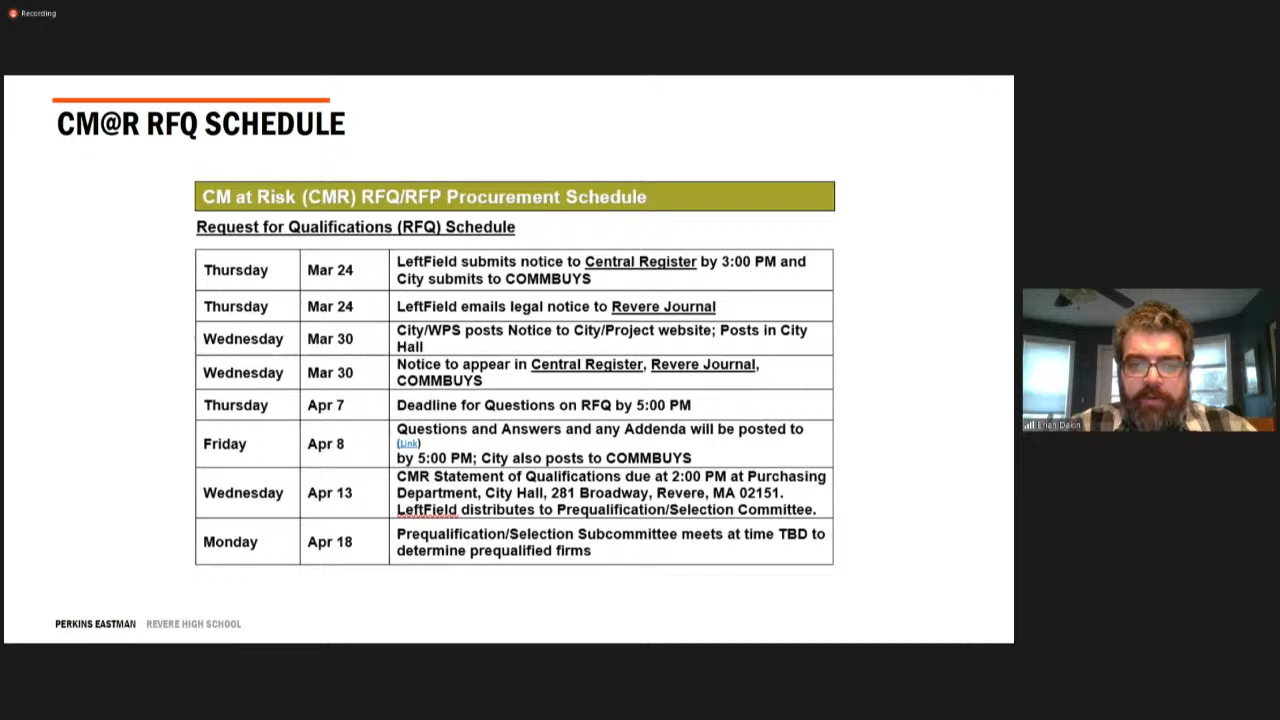 Recording
CM@R RFQ SCHEDULE
CM at Risk (CMR) RFQ/RFP Procurement Schedule
Request for Qualifications (RFQ) Schedule
Thursday
Mar 24
LeftField submits notice to Central Register by 3:00 PM and
City submits to COMMBUYS
Thursday
Mar 24
LeftField emails legal notice to Revere Journal
Wednesday
Mar 30
City/WPS posts Notice to City/Project website; Posts in City
Hall
Wednesday
Mar 30
Notice to appear in Central Register, Revere Journal,
COMMBUYS
Thursday
Apr 7
Deadline for Questions on RFQ by 5:00 PM
Friday
Apr 8
Questions and Answers and any Addenda will be posted to
(Link)
by 5:00 PM; City also posts to COMMBUYS
Wednesday
Apr 13
CMR Statement of Qualifications due at 2:00 PM at Purchasing
Department, City Hall, 281 Broadway, Revere, MA 02151.
LeftField distributes to Prequalification/Selection Committee.
Monday
Apr 18
Prequalification/Selection Subcommittee meets at time TBD to
determine prequalified firms
PERKINS EASTMAN REVERE HIGH SCHOOL
Dakin